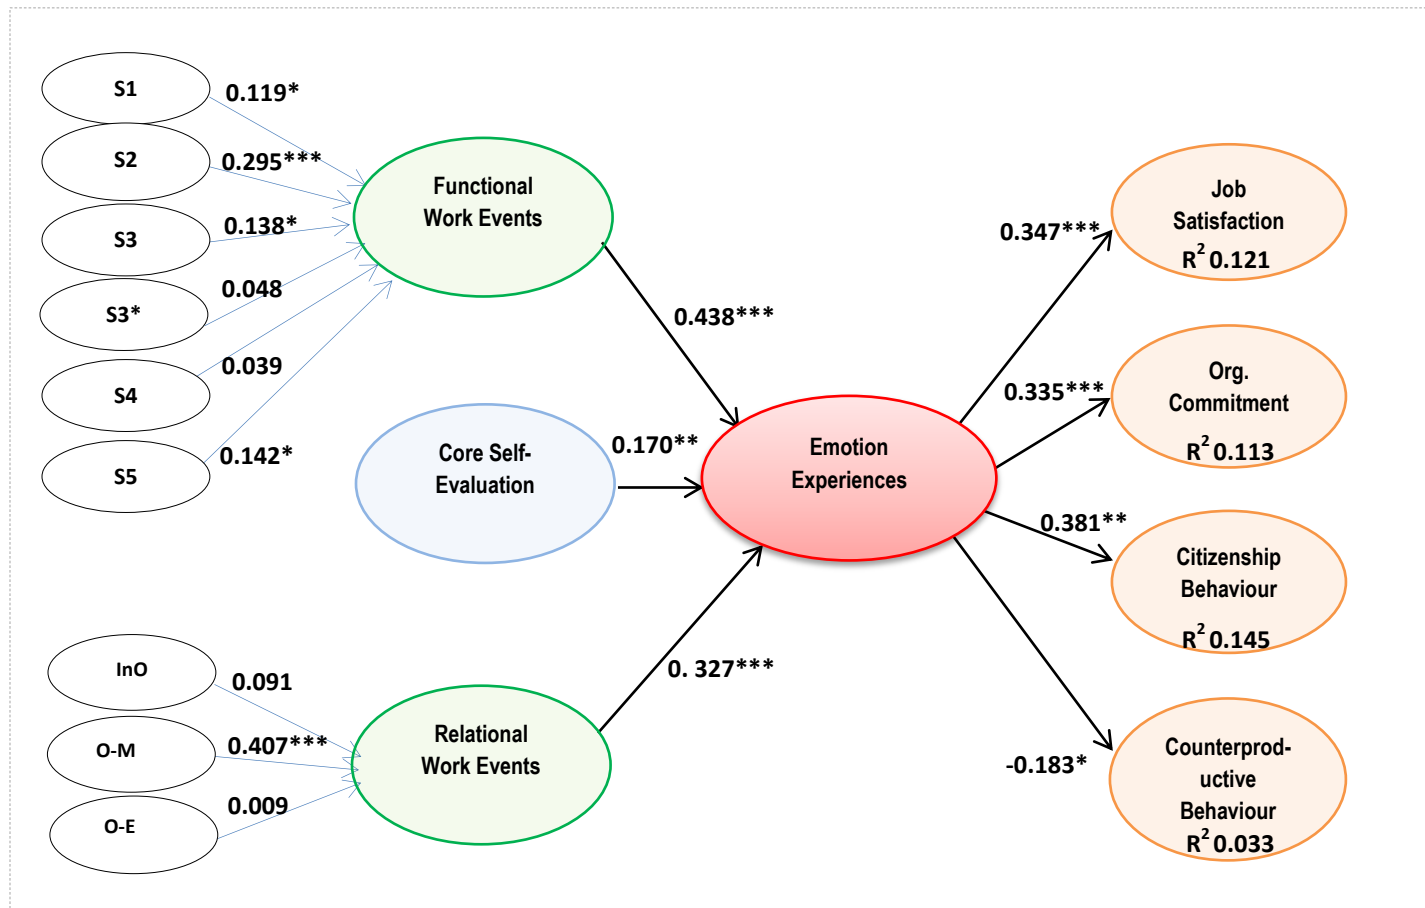 S1
0.119*
S2
0.295***
S3
0.138*
S3*
0.048
S4
0.039
S5
0.142*
Functional
Work Events
0.438***
Core Self-
Evaluation
0.170**
InO
0.091
O-M
0.407***
O-E
0.009
Relational
Work Events
0. 327***
Emotion
Experiences
0.347***
Job
Satisfaction
R² 0.121
0.335***
Org.
Commitment
R² 0.113
0.381**
Citizenship
Behaviour
R² 0.145
-0.183*
Counterprod-
uctive
Behaviour
R² 0.033